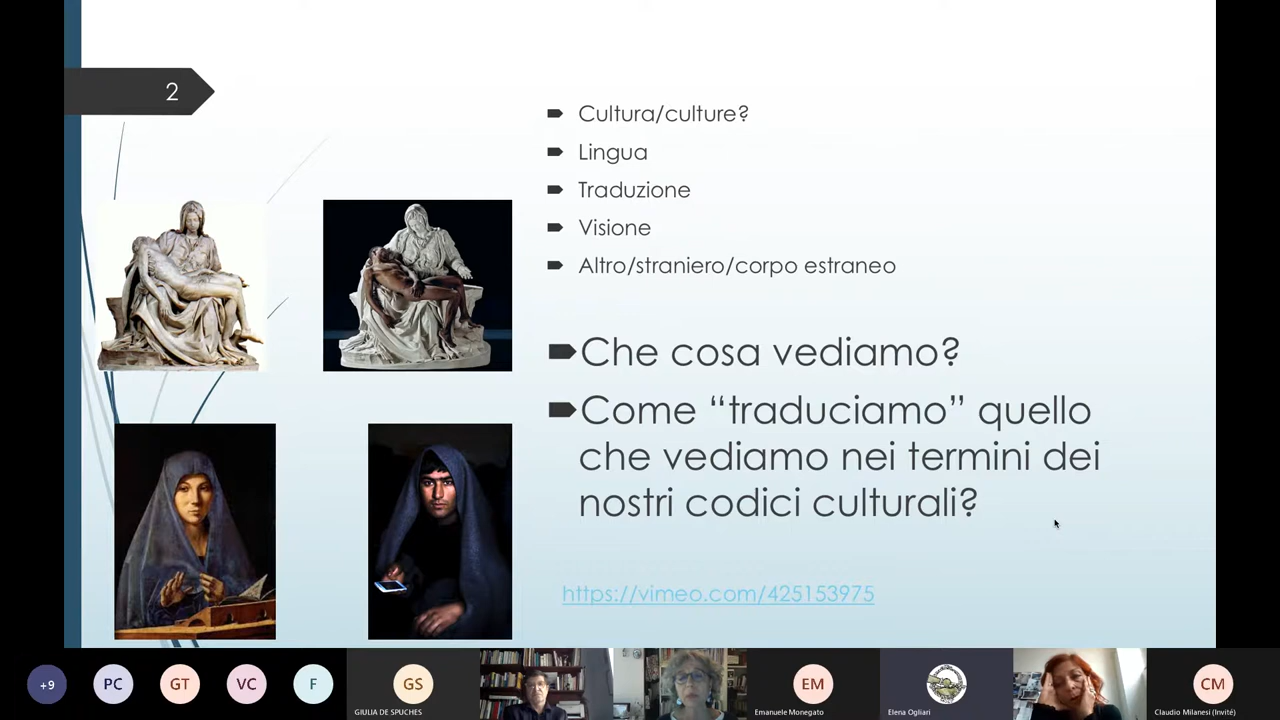 2
Cultura/culture?
Lingua
Traduzione
Visione
Altro/straniero/corpo estraneo
Che cosa vediamo?
Come “traduciamo” quello
che vediamo nei termini dei
nostri codici culturali?
https://vimeo.com/425153975
+9
PC
GT
VC
F
GS
GIULIA DE SPUCHES
EM
Emanuele Monegato
Elena Ogliari
CM
Claudio Milanesi (Invité)